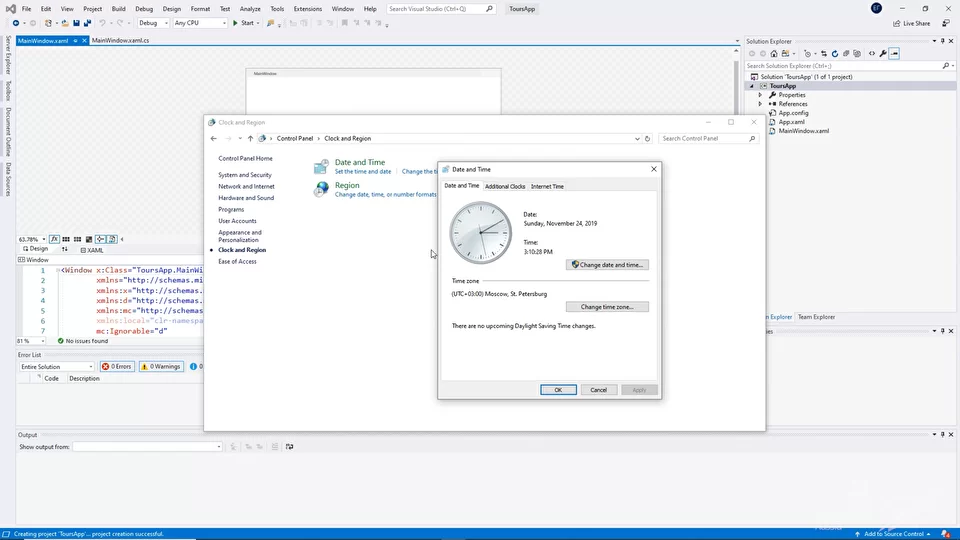 File Edit View Project Build Debug Design Format Test Analyze Tools Extensions Window Help Search Visual Studio (Ctrl+Q) ToursApp EF
Debug Any CPU Start Live Share
MainWindow.xaml MainWindow.xaml.cs
Server Explorer
Toolbox
Document Outline
Data Sources
MainWindow
Solution Explorer
Search Solution Explorer (Ctrl+;)
Solution 'ToursApp' (1 of 1 project)
ToursApp
Properties
References
App.config
App.xaml
MainWindow.xaml
Clock and Region
Control Panel Clock and Region
Search Control Panel
Control Panel Home
System and Security
Network and Internet
Hardware and Sound
Programs
User Accounts
Appearance and
Personalization
Clock and Region
Ease of Access
Date and Time
Set the time and date Change the
Region
Change date, time, or number formats
Date and Time
Date and Time Additional Clocks Internet Time
Date:
Sunday, November 24, 2019
Time:
3:10:28 PM
Change date and time...
Time zone
(UTC+03:00) Moscow, St. Petersburg
Change time zone...
There are no upcoming Daylight Saving Time changes.
OK Cancel Apply
63.78%
Design XAML
Window
1 <Window x:Class="ToursApp.MainWi
2 xmlns="http://schemas.mi
3 xmlns:x="http://schemas.
4 xmlns:d="http://schemas.
5 xmlns:mc="http://schemas
6 xmlns:local="clr-namespa
7 mc:Ignorable="d"
81 % No issues found
Explorer Team Explorer
Error List
Entire Solution 0 Errors 0 Warnings 0
Code Description
Output
Show output from:
Creating project 'ToursApp'... project creation successful. Add to Source Control